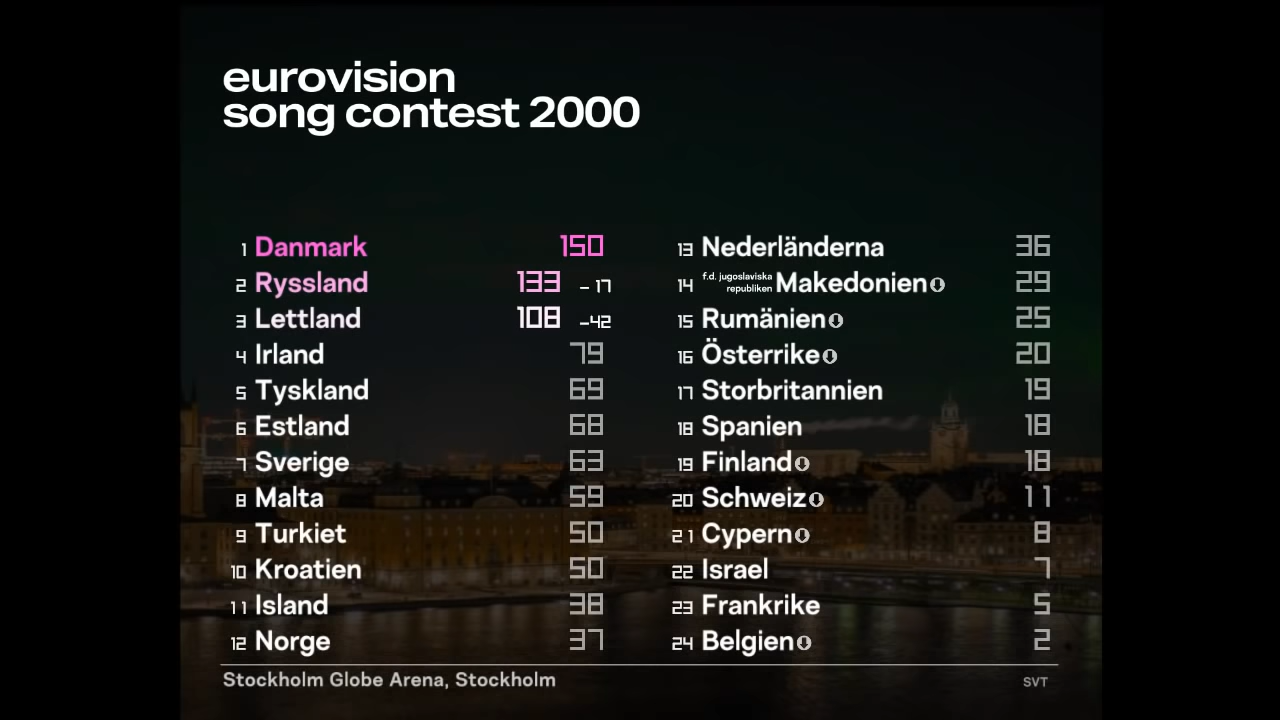 eurovision
song contest 2000
1 Danmark 150
2 Ryssland 133 - 17
3 Lettland 108 -42
4 Irland 79
5 Tyskland 69
6 Estland 68
7 Sverige 63
8 Malta 59
9 Turkiet 50
10 Kroatien 50
11 Island 38
12 Norge 37
13 Nederländerna 36
14 f.d. jugoslaviska republiken Makedonien 29
15 Rumänien 25
16 Österrike 20
17 Storbritannien 19
18 Spanien 18
19 Finland 18
20 Schweiz 11
21 Cypern 8
22 Israel 7
23 Frankrike 5
24 Belgien 2
Stockholm Globe Arena, Stockholm
SVT